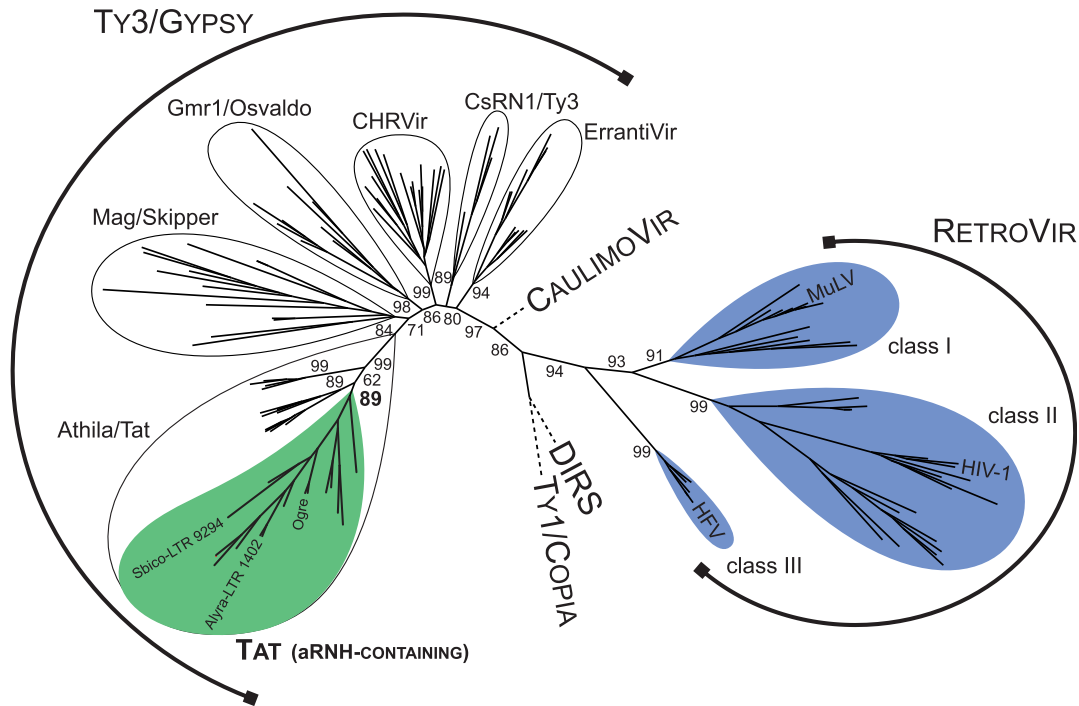 TY3/GYPSY
Gmr1/Osvaldo
CHRVir
CsRN1/Ty3
ErrantiVir
Mag/Skipper
CAULIMOVIR
RETROVIR
MuLV
class I
class II
HIV-1
HFV
class III
DIRS
TY1/COPIA
Athila/Tat
Ogre
Sbico-LTR 9294
Alyra-LTR 1402
TAT (aRNH-CONTAINING)
98
99
89
94
84
71
86
80
97
86
94
93
91
99
99
99
99
89
62
89